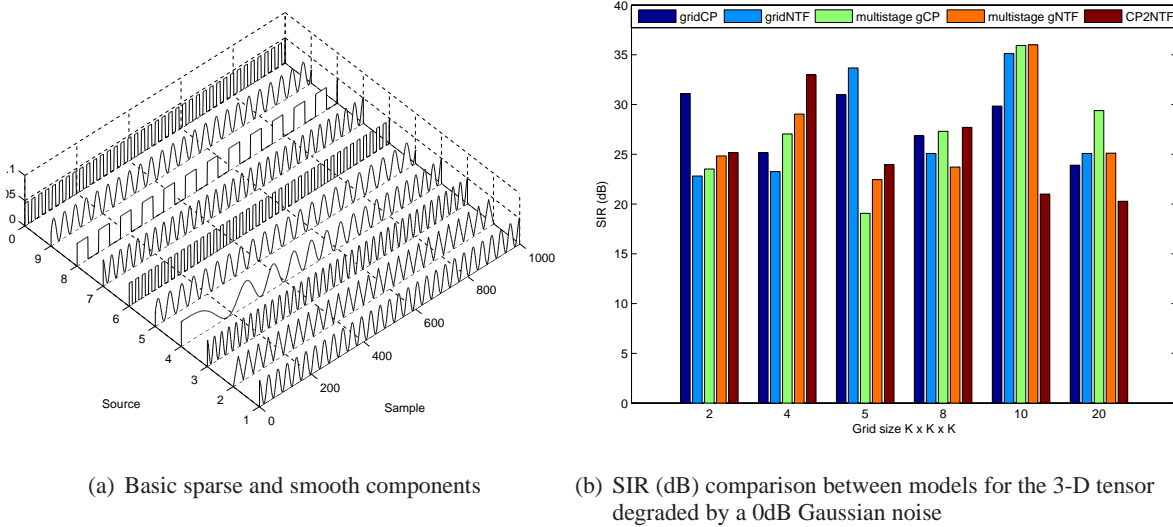 .1
05
0
0
9
8
7
6
5
4
3
2
1
0
200
400
600
800
1000
Source
Sample
gridCP
gridNTF
multistage gCP
multistage gNTF
CP2NTF
40
35
30
25
20
15
10
5
0
SIR (dB)
2
4
5
8
10
20
Grid size K x K x K
(a) Basic sparse and smooth components
(b) SIR (dB) comparison between models for the 3-D tensor
degraded by a 0dB Gaussian noise